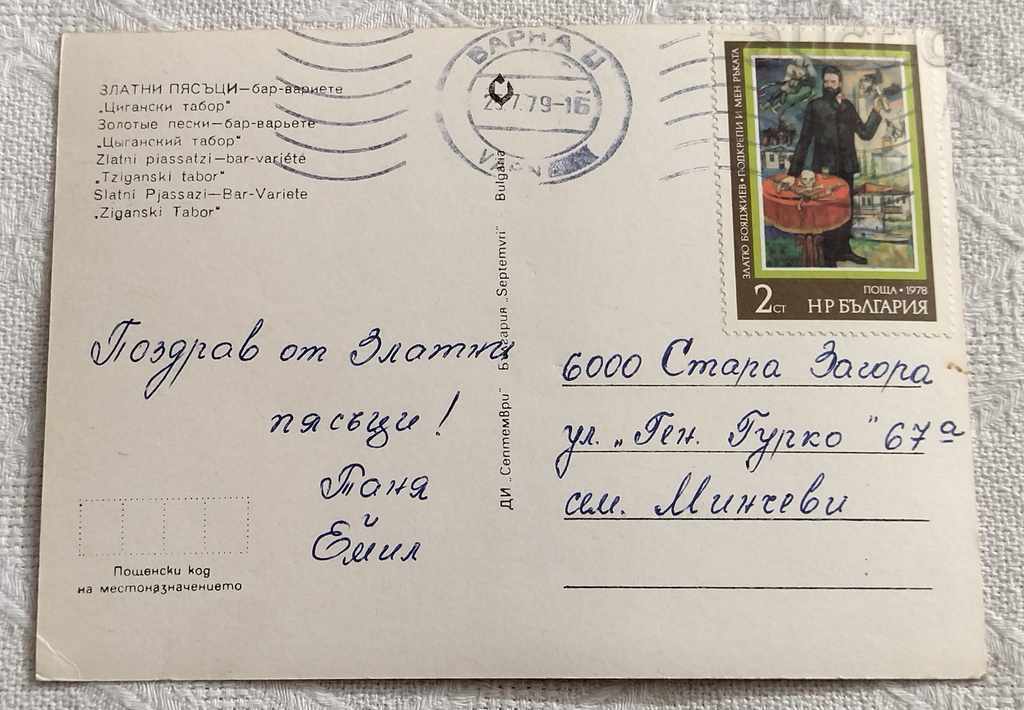 ЗЛАТНИ ПЯСЪЦИ—бар-вариете
„Цигански табор"
Золотые пески—бар-варьете
„Цыганский табор"
Zlatni piassatzi—bar-variété
„Tziganski tabor"
Slatni Pjassazi—Bar-Variete
„Ziganski Tabor"
Поздрав от Златни
пясъци!
Таня
Емил
Пощенски код
на местоназначението
ДИ „Септември" България „Septemvri" Bulgaria
ВАРНА Ц
7.79-16
ЗЛАТЮ БОЯДЖИЕВ • ПОДКРЕПИ И МЕН РЪКАТА
ПОЩА • 1978
2 СТ НР БЪЛГАРИЯ
6000 Стара Загора
ул. „Ген. Гурко" 67а
сем. Минчеви